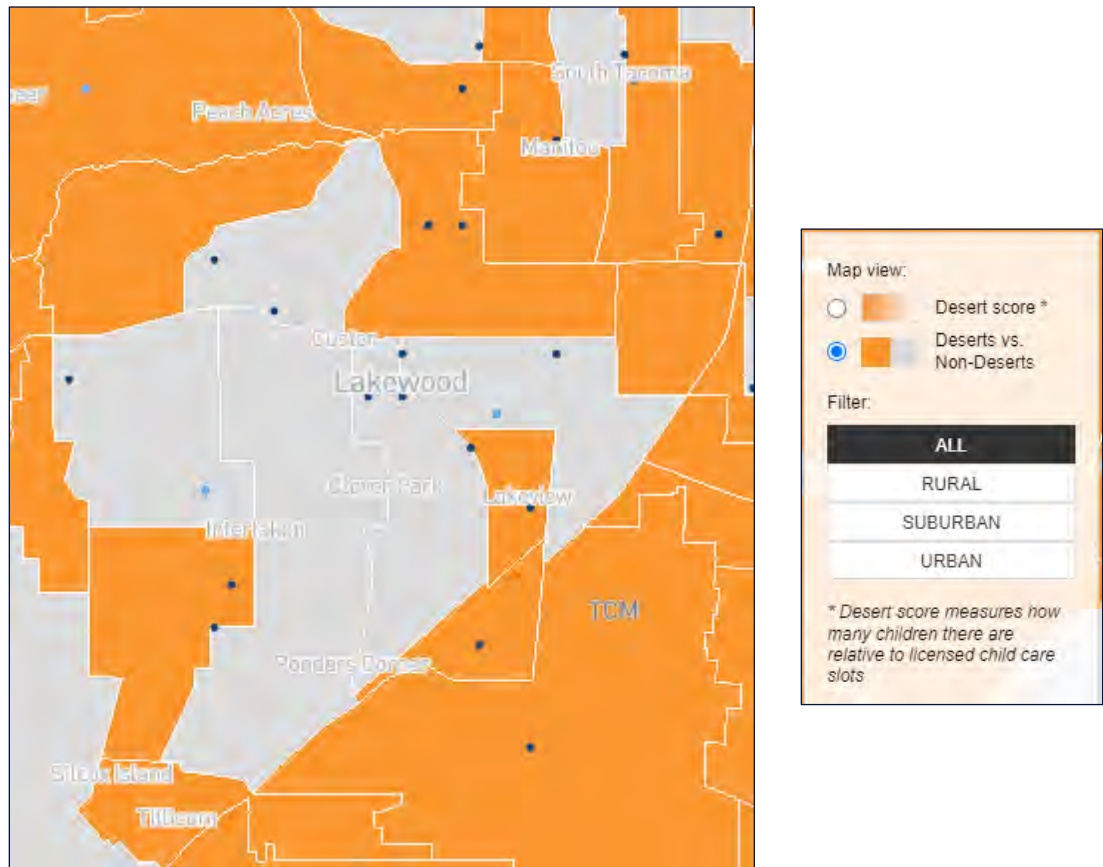 South Tacoma
Peach Acres
Manitou
Custer
Lakewood
Clover Park
Lakeview
Interlaken
TCM
Ponders Corner
Silcox Island
Tillicum
Map view:
Desert score *
Deserts vs.
Non-Deserts
Filter:
ALL
RURAL
SUBURBAN
URBAN
* Desert score measures how
many children there are
relative to licensed child care
slots